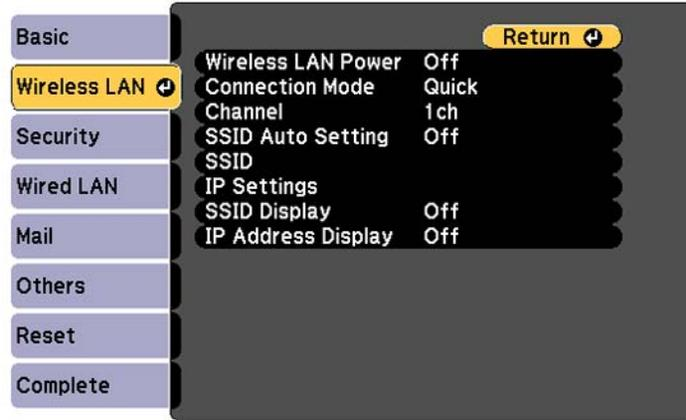 Basic
Wireless LAN
Security
Wired LAN
Mail
Others
Reset
Complete
Return
Wireless LAN Power Off
Connection Mode Quick
Channel 1ch
SSID Auto Setting Off
SSID
IP Settings
SSID Display Off
IP Address Display Off